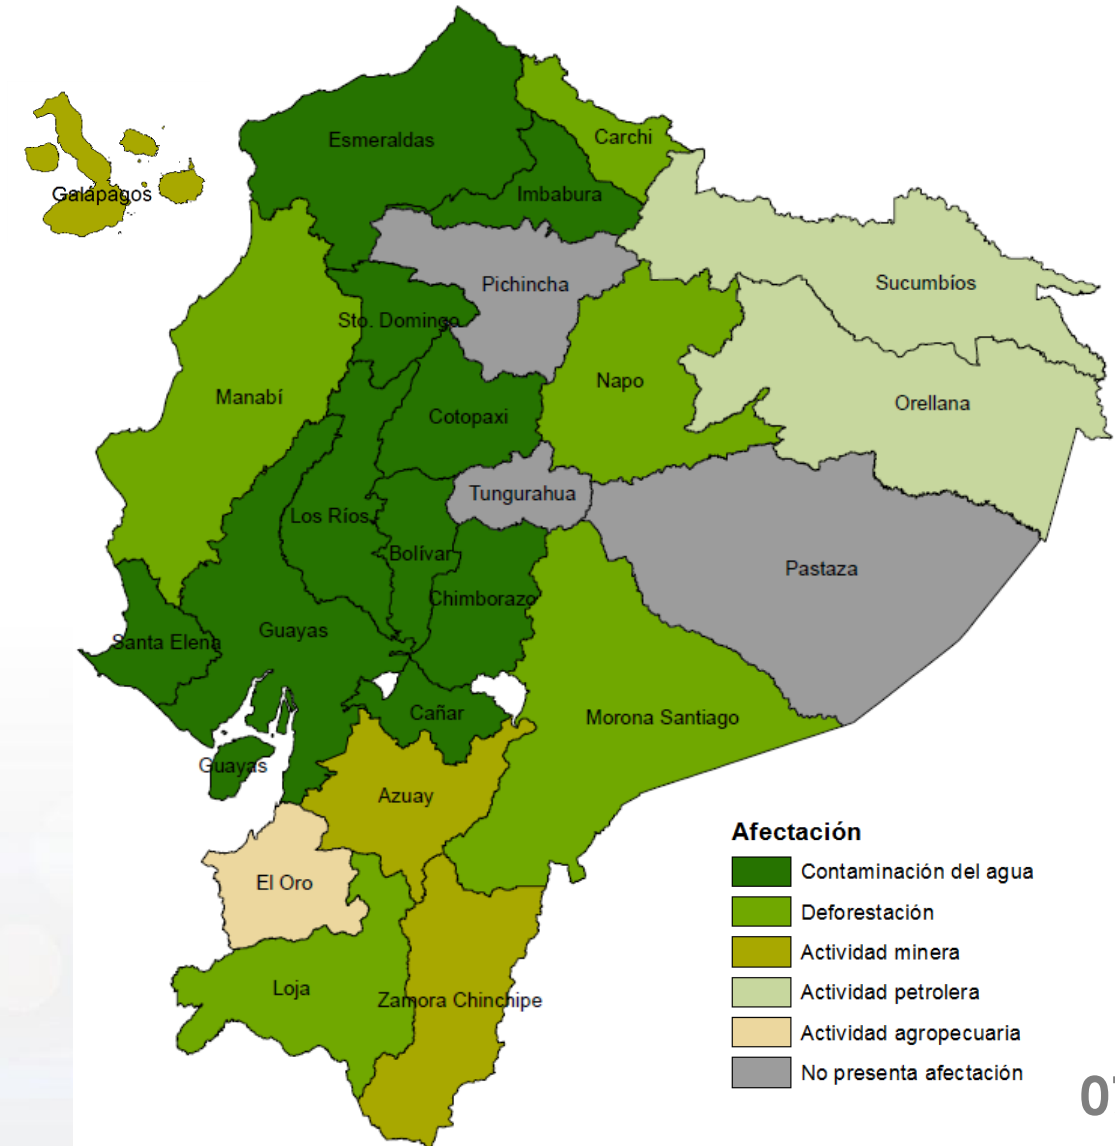 Esmeraldas
Carchi
Galápagos
Imbabura
Pichincha
Sucumbíos
Sto. Domingo
Napo
Manabí
Orellana
Cotopaxi
Tungurahua
Los Ríos
Bolívar
Pastaza
Chimborazo
Guayas
Santa Elena
Cañar
Morona Santiago
Guayas
Azuay
El Oro
Loja
Zamora Chinchipe
Afectación
Contaminación del agua
Deforestación
Actividad minera
Actividad petrolera
Actividad agropecuaria
No presenta afectación